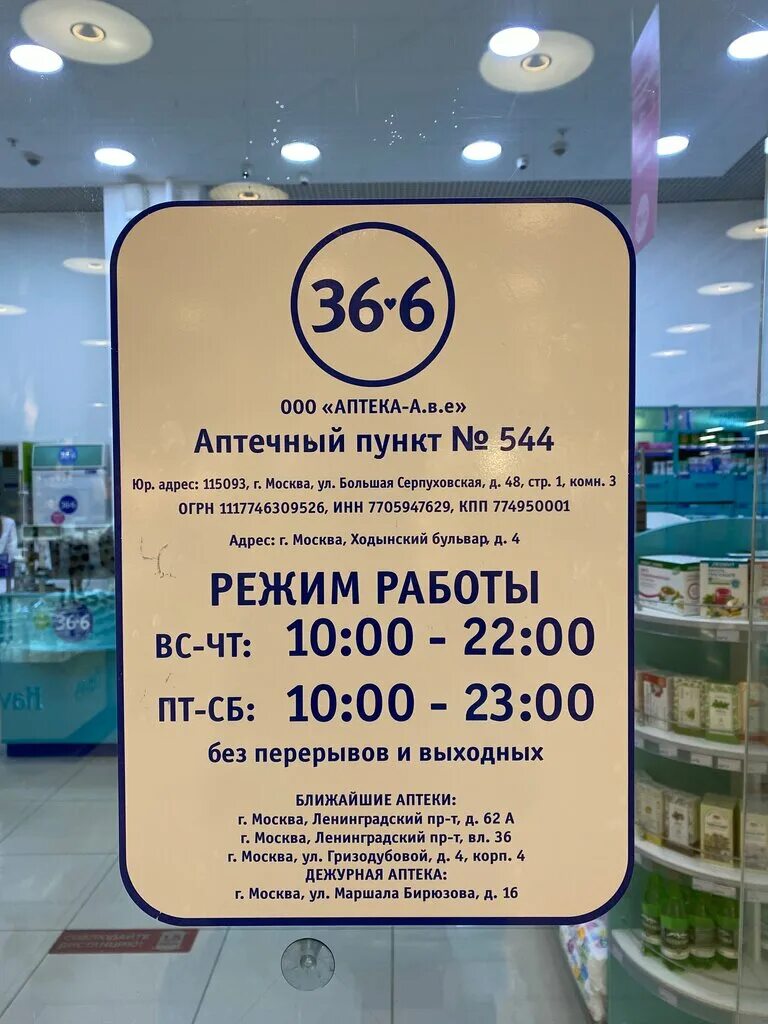 36♥6
ООО «АПТЕКА-А.в.е»
Аптечный пункт № 544
Юр. адрес: 115093, г. Москва, ул. Большая Серпуховская, д. 48, стр. 1, комн. 3
ОГРН 1117746309526, ИНН 7705947629, КПП 774950001
Адрес: г. Москва, Ходынский бульвар, д. 4
РЕЖИМ РАБОТЫ
ВС-ЧТ: 10:00 - 22:00
ПТ-СБ: 10:00 - 23:00
без перерывов и выходных
БЛИЖАЙШИЕ АПТЕКИ:
г. Москва, Ленинградский пр-т, д. 62 А
г. Москва, Ленинградский пр-т, вл. 36
г. Москва, ул. Гризодубовой, д. 4, корп. 4
ДЕЖУРНАЯ АПТЕКА:
г. Москва, ул. Маршала Бирюзова, д. 16
36·6